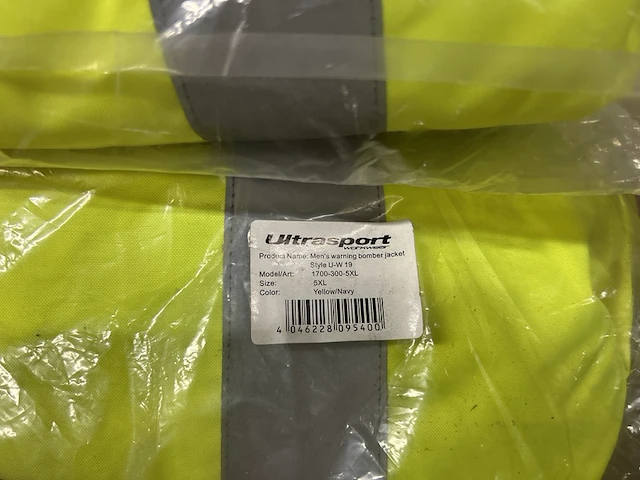 Ultrasport
workwear
Product Name: Men's warning bomber jacket
Style U-W 19
Model/Art: 1700-300-5XL
Size: 5XL
Color: Yellow/Navy
4 046228 095400